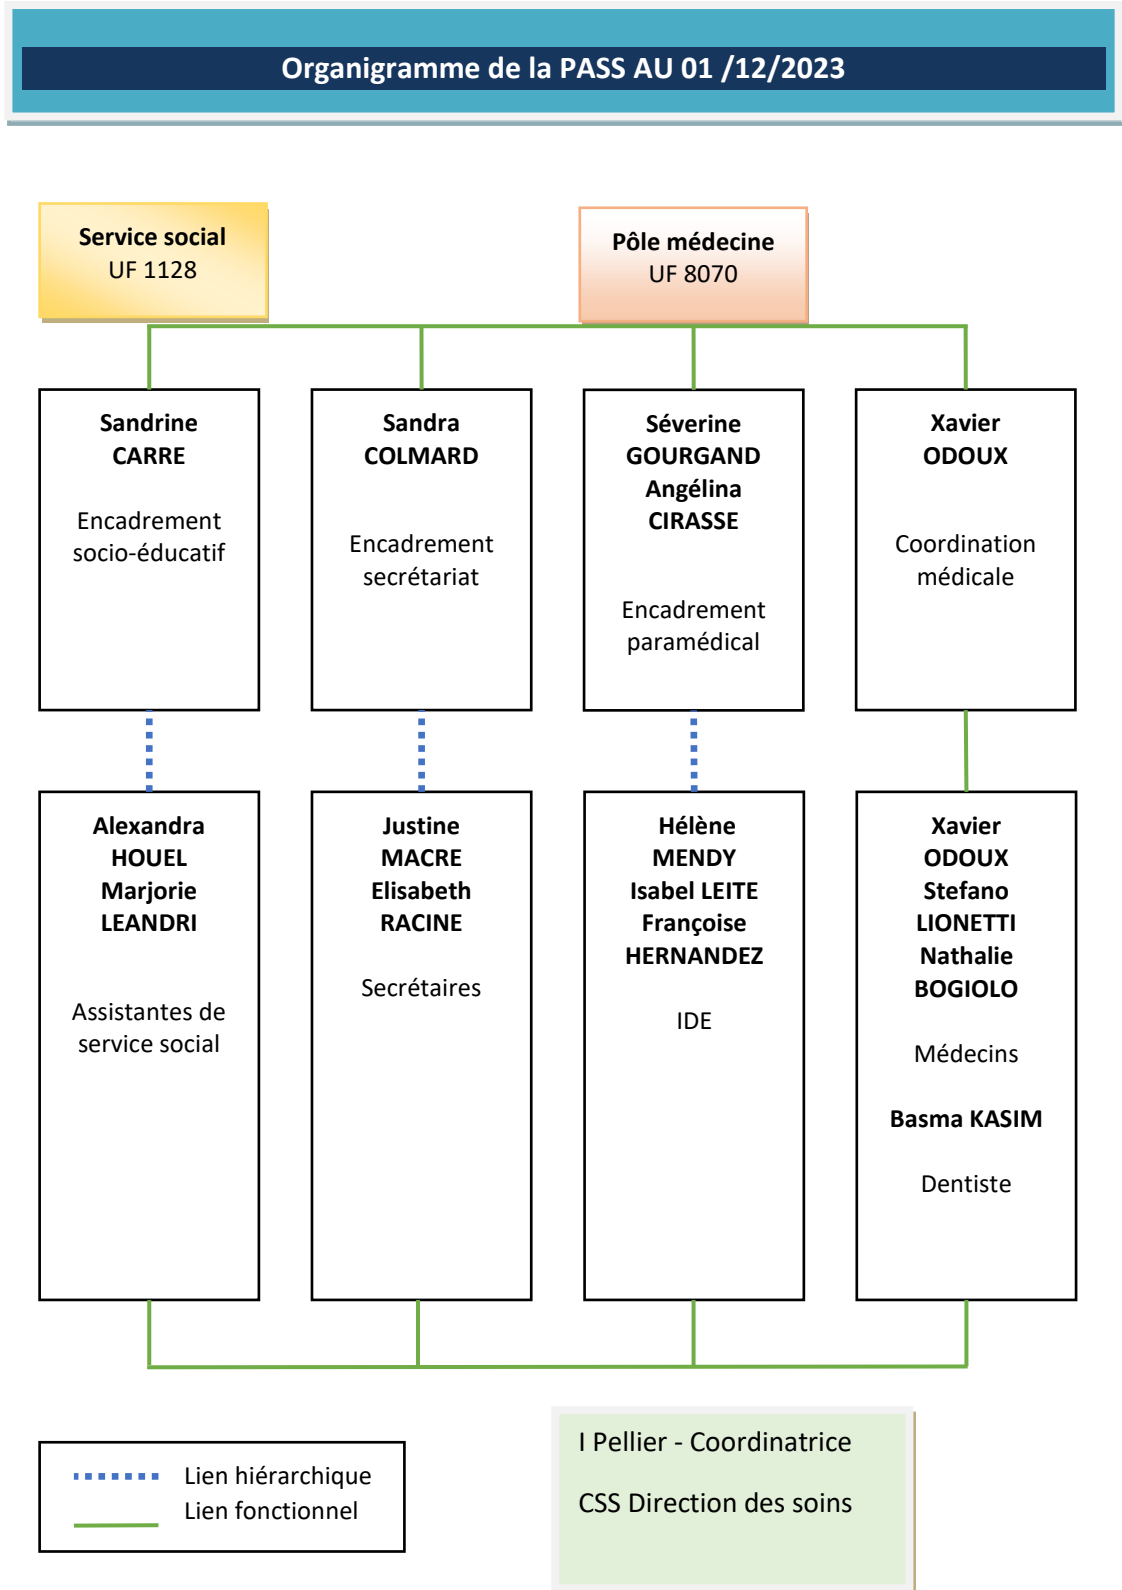 Organigramme de la PASS AU 01 /12/2023
Service social
UF 1128
Pôle médecine
UF 8070
Sandrine
CARRE
Encadrement
socio-éducatif
Sandra
COLMARD
Encadrement
secrétariat
Séverine
GOURGAND
Angélina
CIRASSE
Encadrement
paramédical
Xavier
ODOUX
Coordination
médicale
Alexandra
HOUEL
Marjorie
LEANDRI
Assistantes de
service social
Justine
MACRE
Elisabeth
RACINE
Secrétaires
Hélène
MENDY
Isabel LEITE
Françoise
HERNANDEZ
IDE
Xavier
ODOUX
Stefano
LIONETTI
Nathalie
BOGIOLO
Médecins
Basma KASIM
Dentiste
Lien hiérarchique
Lien fonctionnel
I Pellier - Coordinatrice
CSS Direction des soins